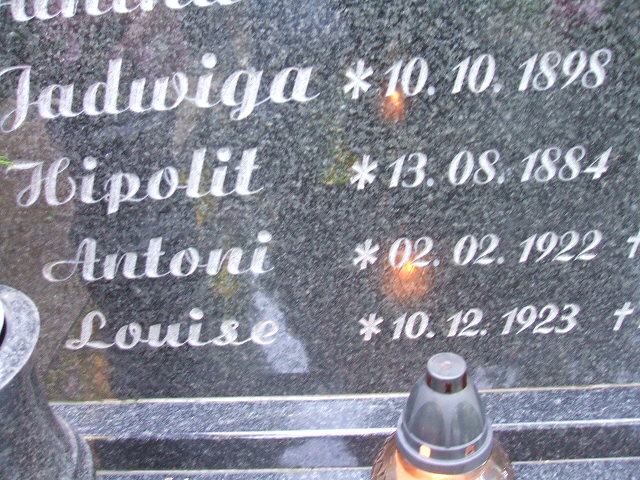 Jadwiga * 10. 10. 1898
Hipolit * 13. 08. 1884
Antoni * 02. 02. 1922 †
Louise * 10. 12. 1923 †